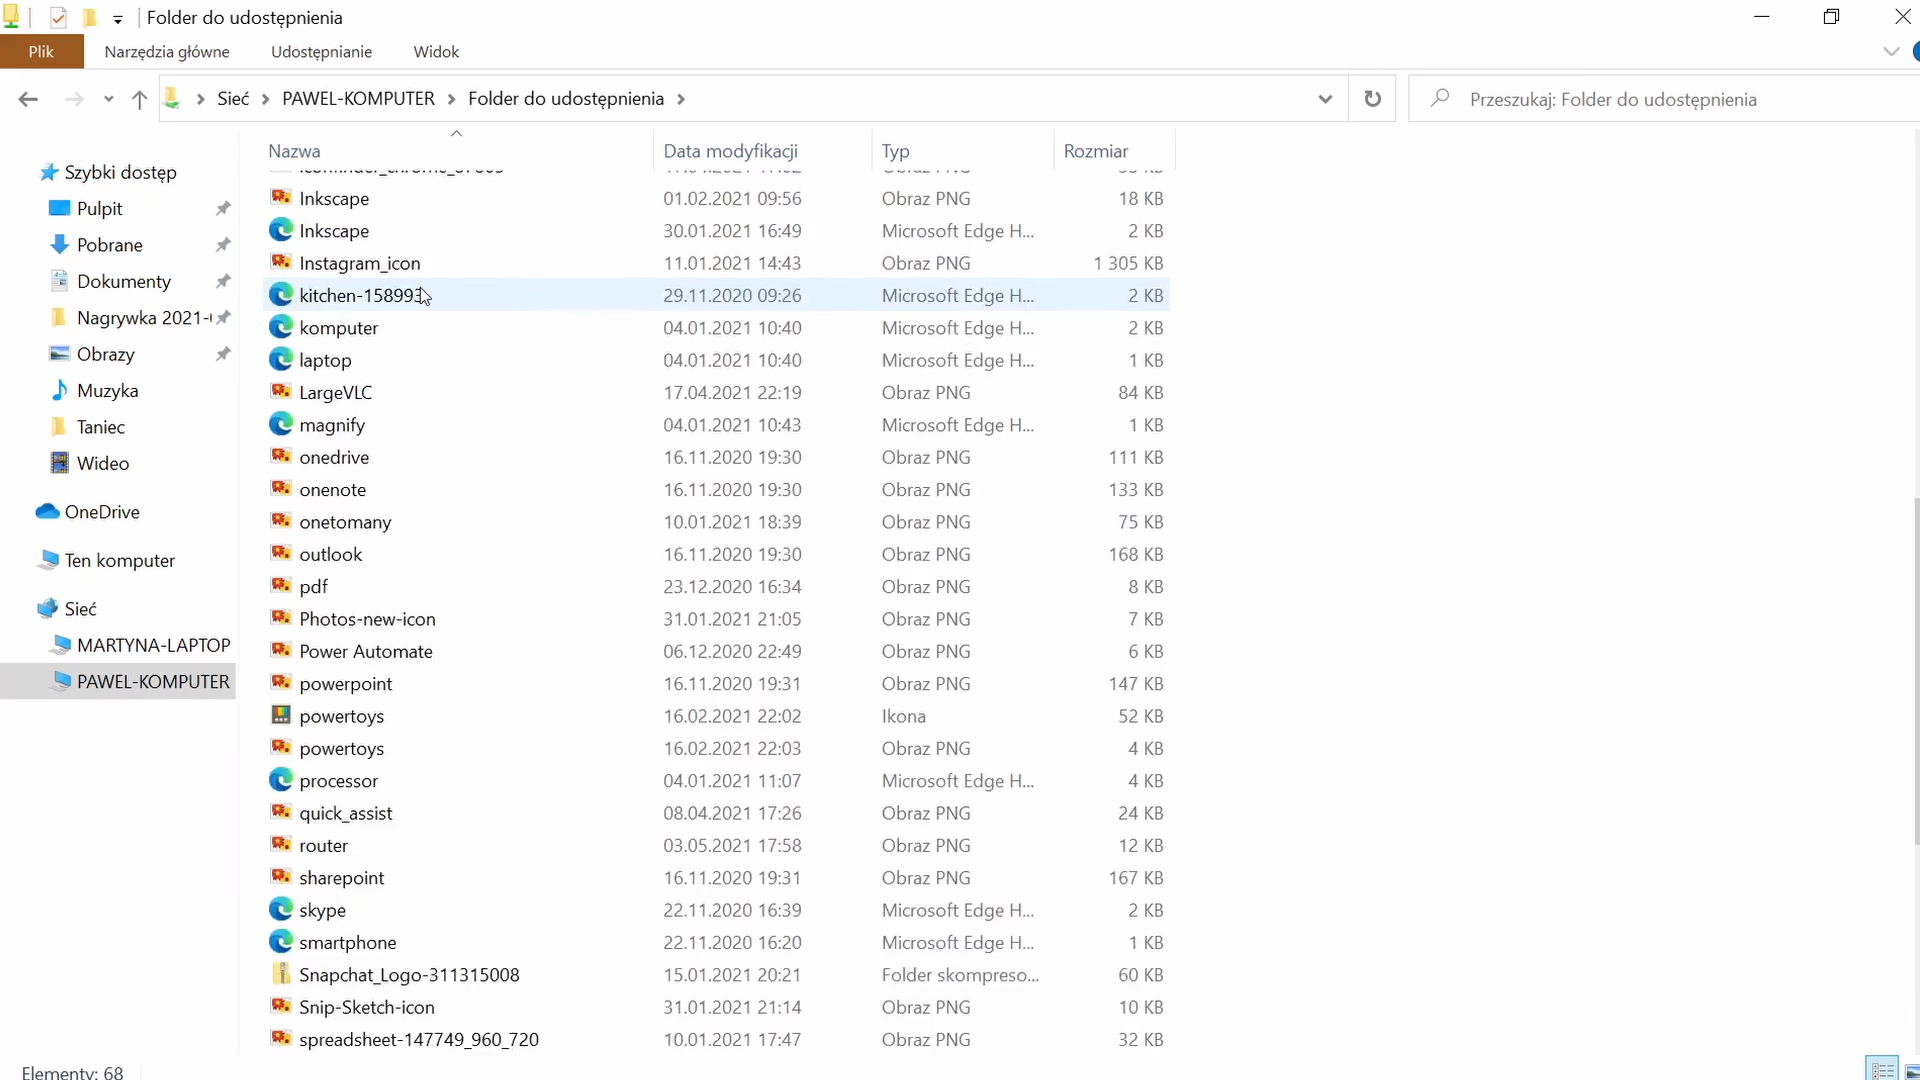 Folder do udostępnienia
Plik Narzędzia główne Udostępnianie Widok
Sieć PAWEL-KOMPUTER Folder do udostępnienia
Przeszukaj: Folder do udostępnienia
Szybki dostęp
Pulpit
Pobrane
Dokumenty
Nagrywka 2021-
Obrazy
Muzyka
Taniec
Wideo
OneDrive
Ten komputer
Sieć
MARTYNA-LAPTOP
PAWEL-KOMPUTER
Nazwa Data modyfikacji Typ Rozmiar
Inkscape 01.02.2021 09:56 Obraz PNG 18 KB
Inkscape 30.01.2021 16:49 Microsoft Edge H... 2 KB
Instagram_icon 11.01.2021 14:43 Obraz PNG 1 305 KB
kitchen-158993 29.11.2020 09:26 Microsoft Edge H... 2 KB
komputer 04.01.2021 10:40 Microsoft Edge H... 2 KB
laptop 04.01.2021 10:40 Microsoft Edge H... 1 KB
LargeVLC 17.04.2021 22:19 Obraz PNG 84 KB
magnify 04.01.2021 10:43 Microsoft Edge H... 1 KB
onedrive 16.11.2020 19:30 Obraz PNG 111 KB
onenote 16.11.2020 19:30 Obraz PNG 133 KB
onetomany 10.01.2021 18:39 Obraz PNG 75 KB
outlook 16.11.2020 19:30 Obraz PNG 168 KB
pdf 23.12.2020 16:34 Obraz PNG 8 KB
Photos-new-icon 31.01.2021 21:05 Obraz PNG 7 KB
Power Automate 06.12.2020 22:49 Obraz PNG 6 KB
powerpoint 16.11.2020 19:31 Obraz PNG 147 KB
powertoys 16.02.2021 22:02 Ikona 52 KB
powertoys 16.02.2021 22:03 Obraz PNG 4 KB
processor 04.01.2021 11:07 Microsoft Edge H... 4 KB
quick_assist 08.04.2021 17:26 Obraz PNG 24 KB
router 03.05.2021 17:58 Obraz PNG 12 KB
sharepoint 16.11.2020 19:31 Obraz PNG 167 KB
skype 22.11.2020 16:39 Microsoft Edge H... 2 KB
smartphone 22.11.2020 16:20 Microsoft Edge H... 1 KB
Snapchat_Logo-311315008 15.01.2021 20:21 Folder skompreso... 60 KB
Snip-Sketch-icon 31.01.2021 21:14 Obraz PNG 10 KB
spreadsheet-147749_960_720 10.01.2021 17:47 Obraz PNG 32 KB
Elementy: 68